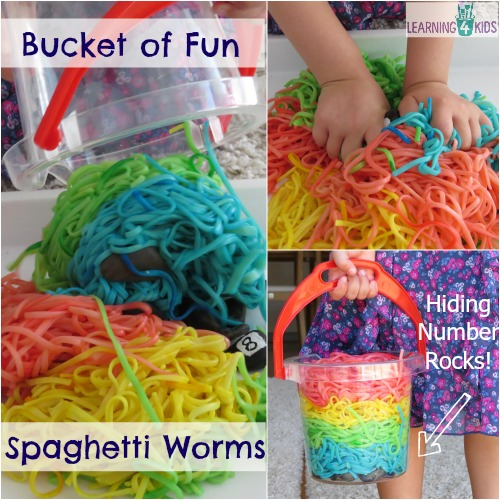 Bucket of Fun
LEARNING 4 KIDS
Hiding
Number
Rocks!
8
Spaghetti Worms